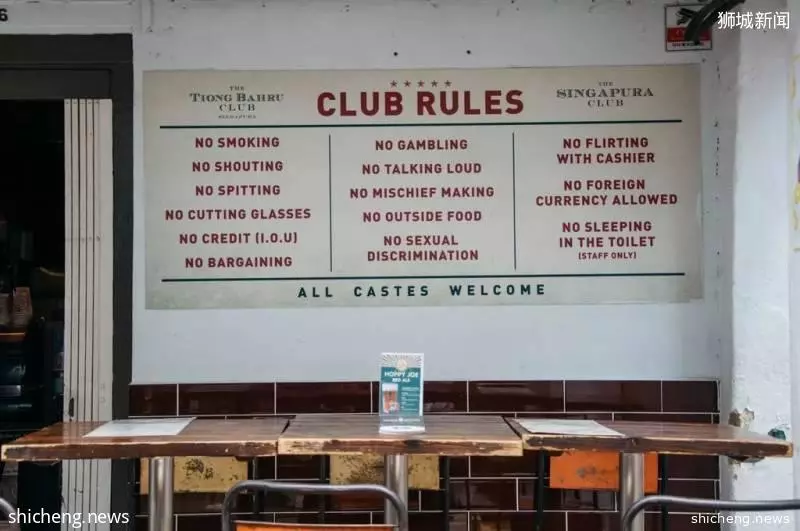 6
狮城新闻
THE
TIONG BAHRU
CLUB
SINGAPURA
★★★★★
CLUB RULES
THE
SINGAPURA
CLUB
NO SMOKING
NO SHOUTING
NO SPITTING
NO CUTTING GLASSES
NO CREDIT (I.O.U)
NO BARGAINING
NO GAMBLING
NO TALKING LOUD
NO MISCHIEF MAKING
NO OUTSIDE FOOD
NO SEXUAL
DISCRIMINATION
NO FLIRTING
WITH CASHIER
NO FOREIGN
CURRENCY ALLOWED
NO SLEEPING
IN THE TOILET
(STAFF ONLY)
ALL CASTES WELCOME
HOPPY JOE
RED ALE
shicheng.news
shicheng.news